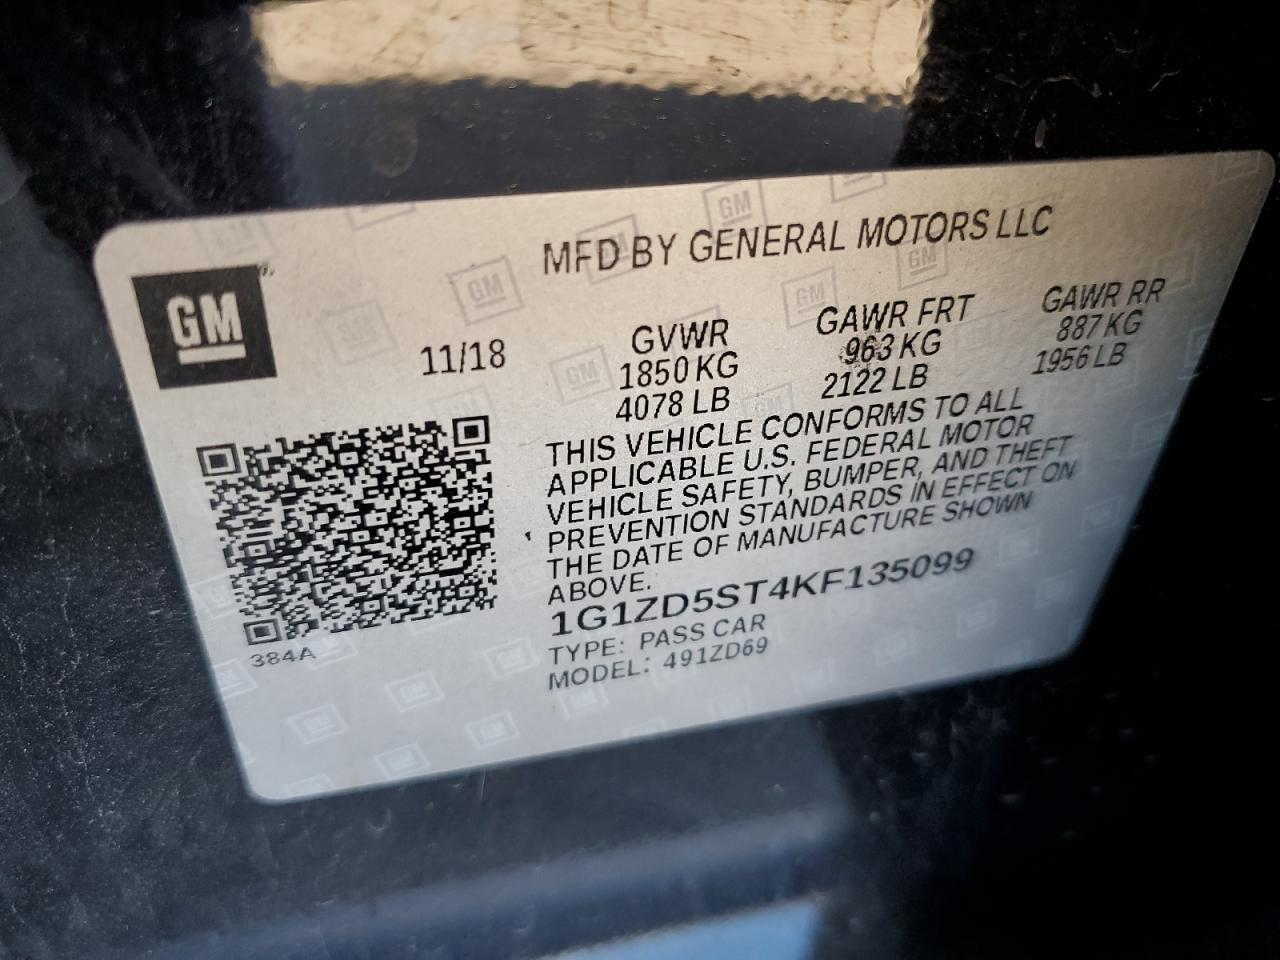 MFD BY GENERAL MOTORS LLC
GM
11/18
GVWR
1850 KG
4078 LB
GAWR FRT
963 KG
2122 LB
GAWR RR
887 KG
1956 LB
THIS VEHICLE CONFORMS TO ALL
APPLICABLE U.S. FEDERAL MOTOR
VEHICLE SAFETY, BUMPER, AND THEFT
PREVENTION STANDARDS IN EFFECT ON
THE DATE OF MANUFACTURE SHOWN
ABOVE.
1G1ZD5ST4KF135099
TYPE: PASS CAR
MODEL: 491ZD69
384A